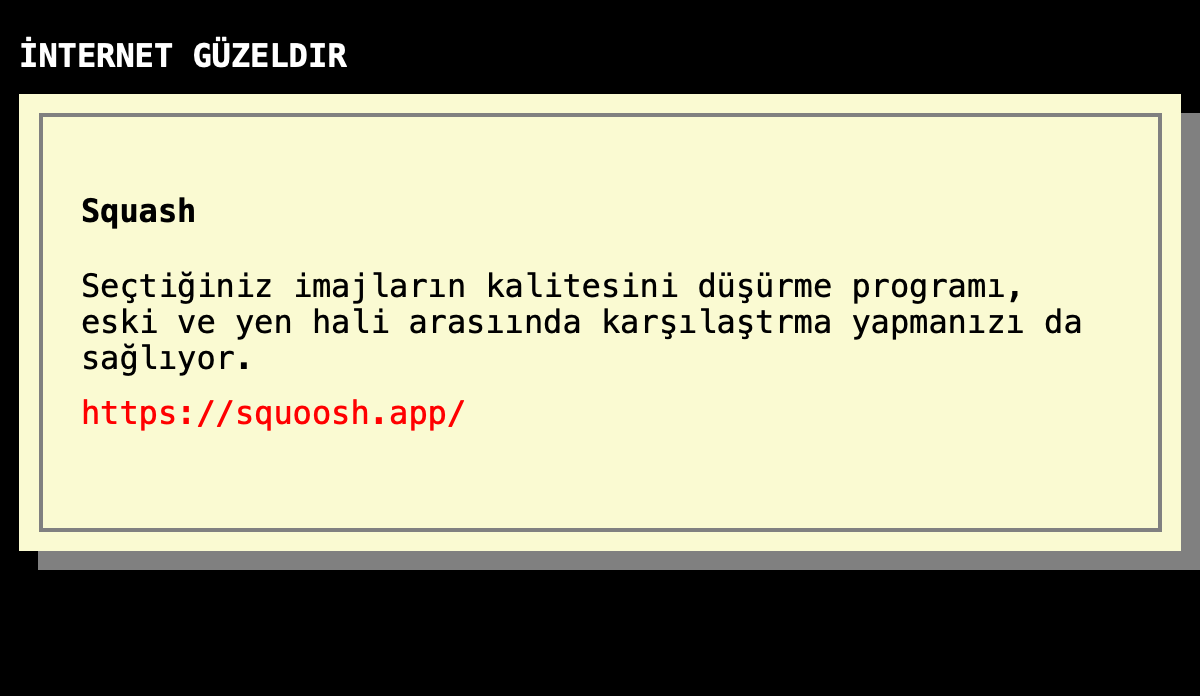 İNTERNET GÜZELDIR
Squash
Seçtiğiniz imajların kalitesini düşürme programı,
eski ve yen hali arasıında karşılaştrma yapmanızı da
sağlıyor.
https://squoosh.app/